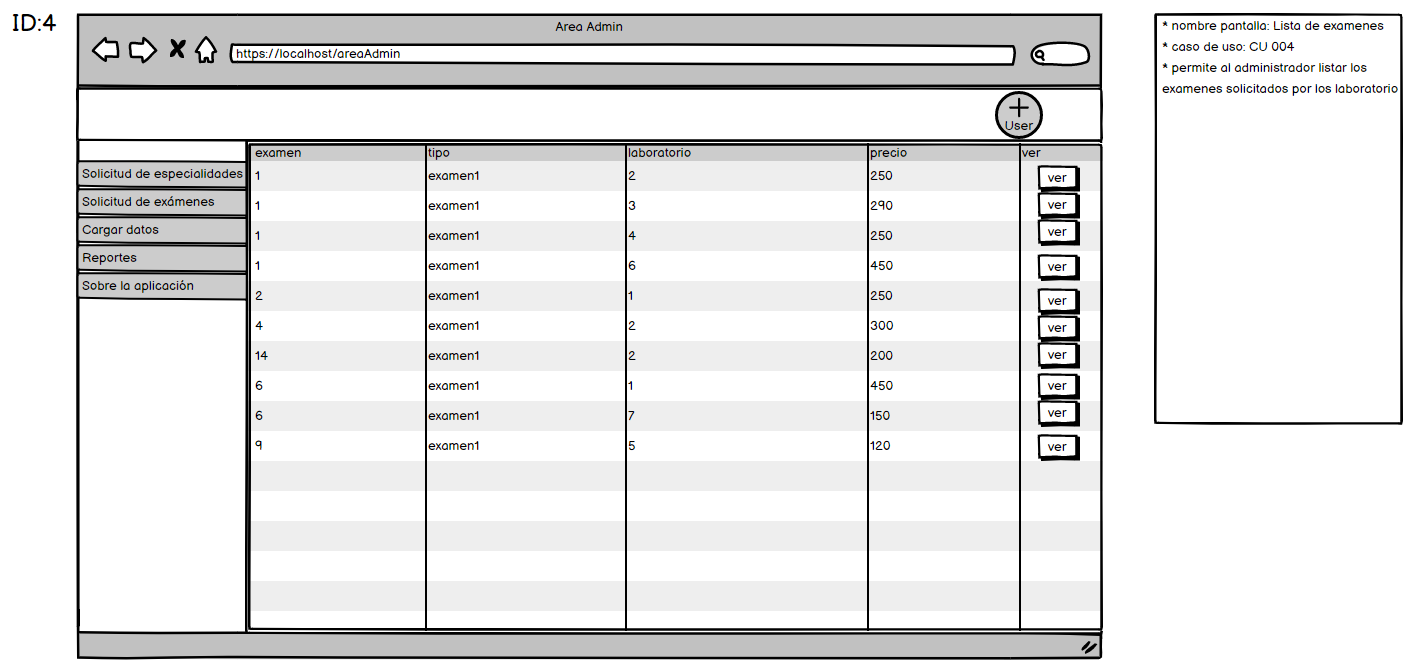 ID:4
Area Admin
https://localhost/areaAdmin
User
Solicitud de especialidades
Solicitud de exámenes
Cargar datos
Reportes
Sobre la aplicación
examen tipo laboratorio precio ver
1 examen1 2 250 ver
1 examen1 3 290 ver
1 examen1 4 250 ver
1 examen1 6 450 ver
2 examen1 1 250 ver
4 examen1 2 300 ver
14 examen1 2 200 ver
6 examen1 1 450 ver
6 examen1 7 150 ver
9 examen1 5 120 ver
* nombre pantalla: Lista de examenes
* caso de uso: CU 004
* permite al administrador listar los
examenes solicitados por los laboratorio